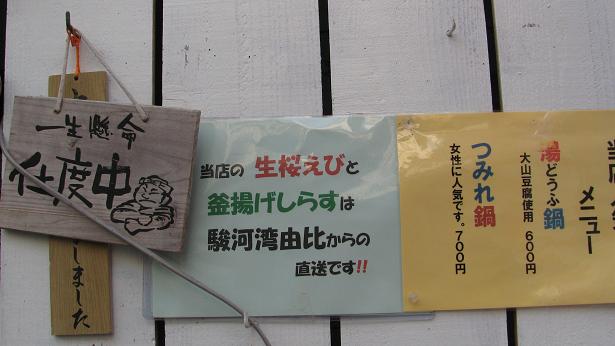 一生懸命
仕度中
しました
当店の 生桜えびと
釜揚げしらすは
駿河湾由比からの
直送です!!
メニュー
湯どうふ鍋
大山豆腐使用 600円
つみれ鍋
女性に人気です。700円